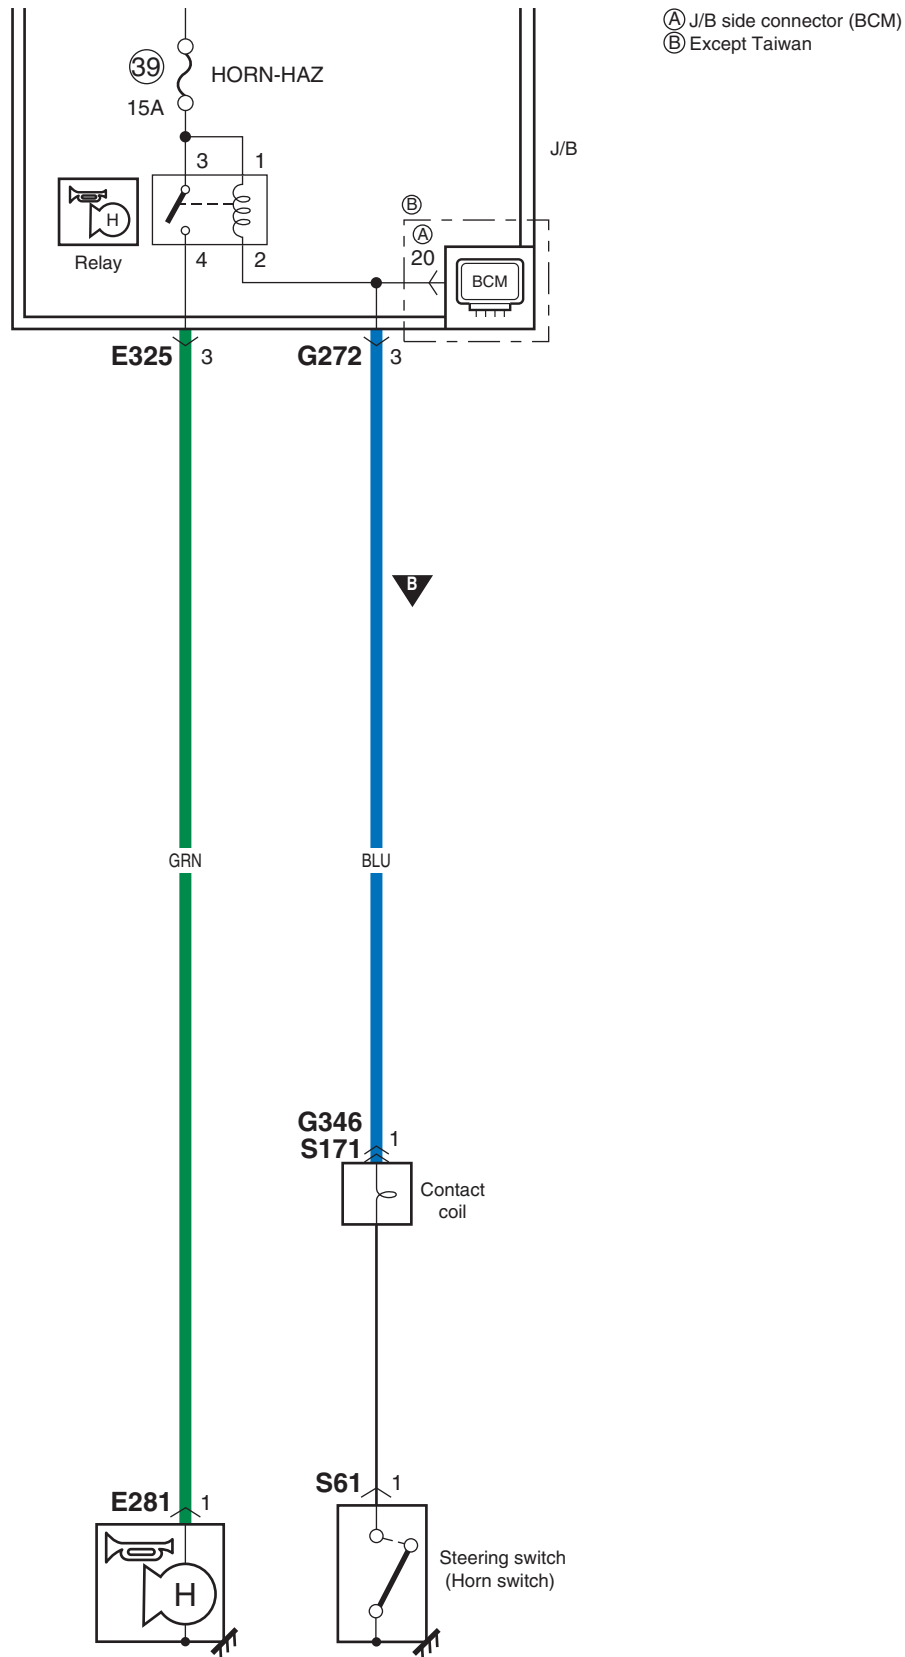 Ⓐ J/B side connector (BCM)
Ⓑ Except Taiwan
39 HORN-HAZ
15A
J/B
3 1
H
Relay
4 2
B
A
20
BCM
E325 3
G272 3
B
GRN BLU
G346
S171 1
Contact
coil
S61 1
E281 1
Steering switch
(Horn switch)
H